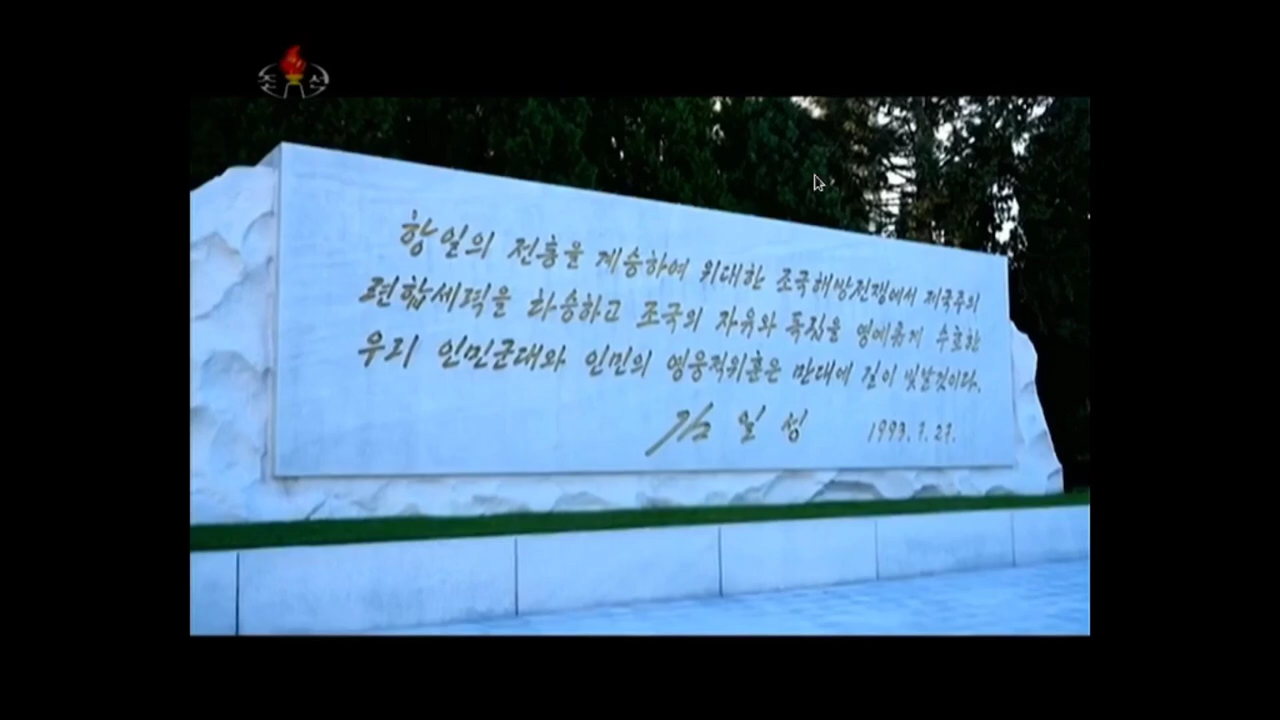 조선
항일의 전통을 계승하여 위대한 조국해방전쟁에서 제국주의
련합세력을 타승하고 조국의 자유와 독립을 영예롭게 수호한
우리 인민군대와 인민의 영웅적위훈은 만대에 길이 빛날것이다.
김일성 1993. 7. 27.